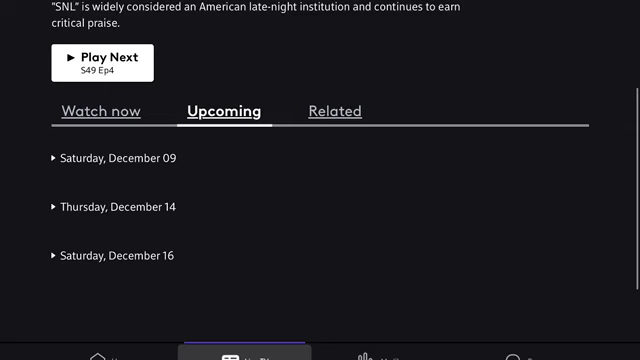 "SNL" is widely considered an American late-night institution and continues to earn
critical praise.
Play Next
S49 Ep4
Watch now
Upcoming
Related
Saturday, December 09
Thursday, December 14
Saturday, December 16